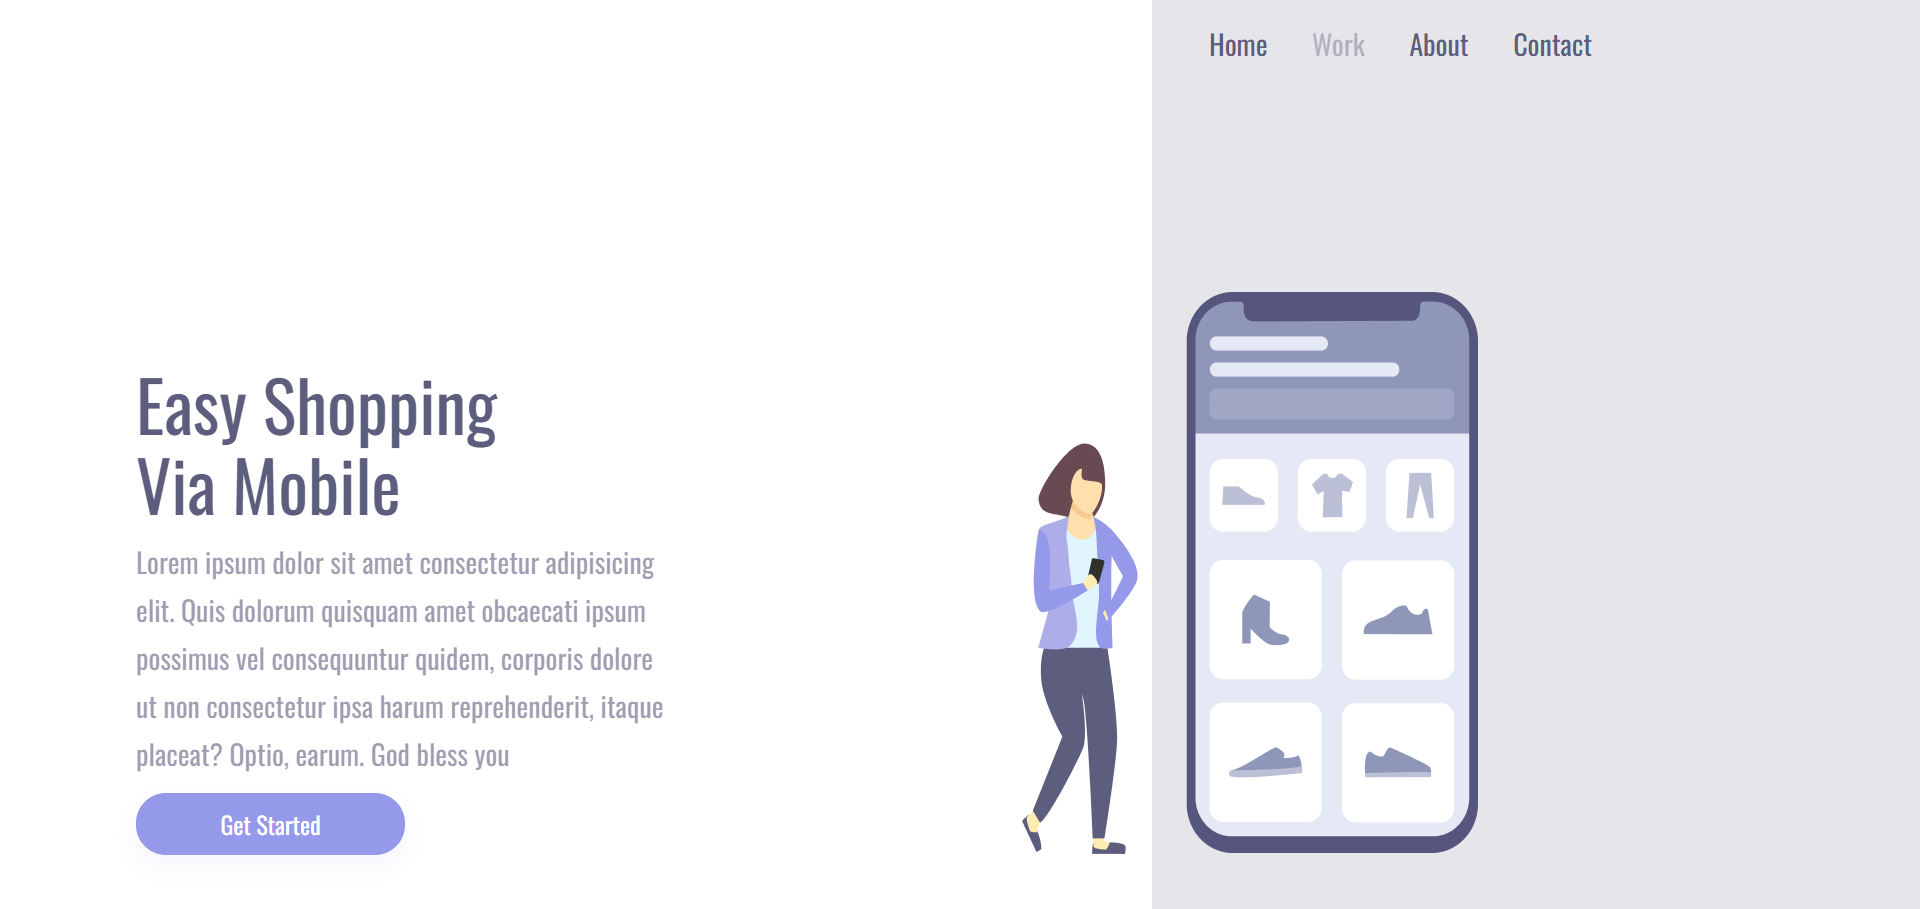 Home Work About Contact
Easy Shopping
Via Mobile
Lorem ipsum dolor sit amet consectetur adipisicing
elit. Quis dolorum quisquam amet obcaecati ipsum
possimus vel consequuntur quidem, corporis dolore
ut non consectetur ipsa harum reprehenderit, itaque
placeat? Optio, earum. God bless you
Get Started